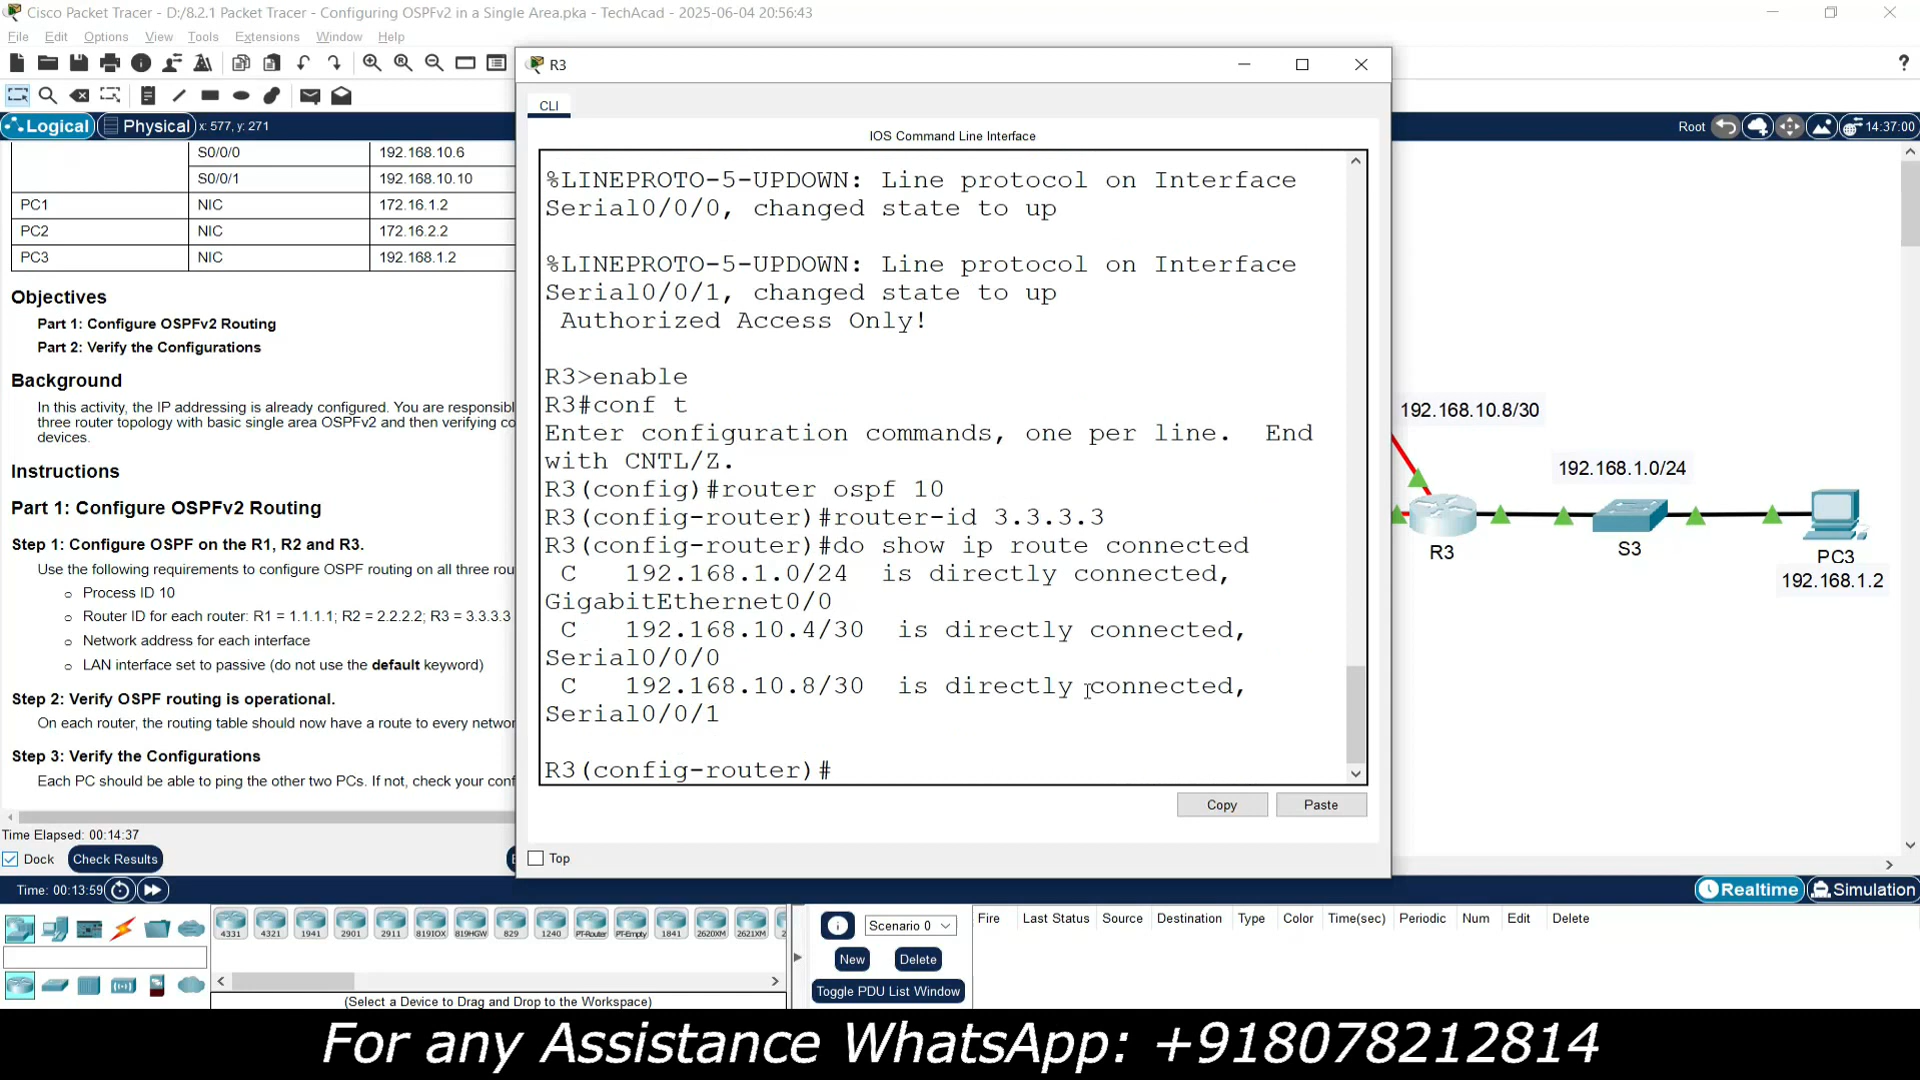 Cisco Packet Tracer - D:/8.2.1 Packet Tracer - Configuring OSPFv2 in a Single Area.pka - TechAcad - 2025-06-04 20:56:43
File Edit Options View Tools Extensions Window Help
Logical Physical x: 577, y: 271
Root 14:37:00
S0/0/0 192.168.10.6
S0/0/1 192.168.10.10
PC1 NIC 172.16.1.2
PC2 NIC 172.16.2.2
PC3 NIC 192.168.1.2
Objectives
Part 1: Configure OSPFv2 Routing
Part 2: Verify the Configurations
Background
In this activity, the IP addressing is already configured. You are responsibl
three router topology with basic single area OSPFv2 and then verifying co
devices.
Instructions
Part 1: Configure OSPFv2 Routing
Step 1: Configure OSPF on the R1, R2 and R3.
Use the following requirements to configure OSPF routing on all three rou
o Process ID 10
o Router ID for each router: R1 = 1.1.1.1; R2 = 2.2.2.2; R3 = 3.3.3.3
o Network address for each interface
o LAN interface set to passive (do not use the default keyword)
Step 2: Verify OSPF routing is operational.
On each router, the routing table should now have a route to every networ
Step 3: Verify the Configurations
Each PC should be able to ping the other two PCs. If not, check your conf
Time Elapsed: 00:14:37
Dock Check Results
R3
CLI
IOS Command Line Interface
%LINEPROTO-5-UPDOWN: Line protocol on Interface
Serial0/0/0, changed state to up
%LINEPROTO-5-UPDOWN: Line protocol on Interface
Serial0/0/1, changed state to up
Authorized Access Only!
R3>enable
R3#conf t
Enter configuration commands, one per line. End
with CNTL/Z.
R3(config)#router ospf 10
R3(config-router)#router-id 3.3.3.3
R3(config-router)#do show ip route connected
C 192.168.1.0/24 is directly connected,
GigabitEthernet0/0
C 192.168.10.4/30 is directly connected,
Serial0/0/0
C 192.168.10.8/30 is directly connected,
Serial0/0/1
R3(config-router)#
Copy Paste
Top
192.168.10.8/30
192.168.1.0/24
R3
S3
PC3
192.168.1.2
Time: 00:13:59
Realtime Simulation
4331 4321 1941 2901 2911 819IOX 819HGW 829 1240 PT-Router PT-Empty 1841 2620XM 2621XM
(Select a Device to Drag and Drop to the Workspace)
Scenario 0
New Delete
Toggle PDU List Window
Fire Last Status Source Destination Type Color Time(sec) Periodic Num Edit Delete
For any Assistance WhatsApp: +918078212814